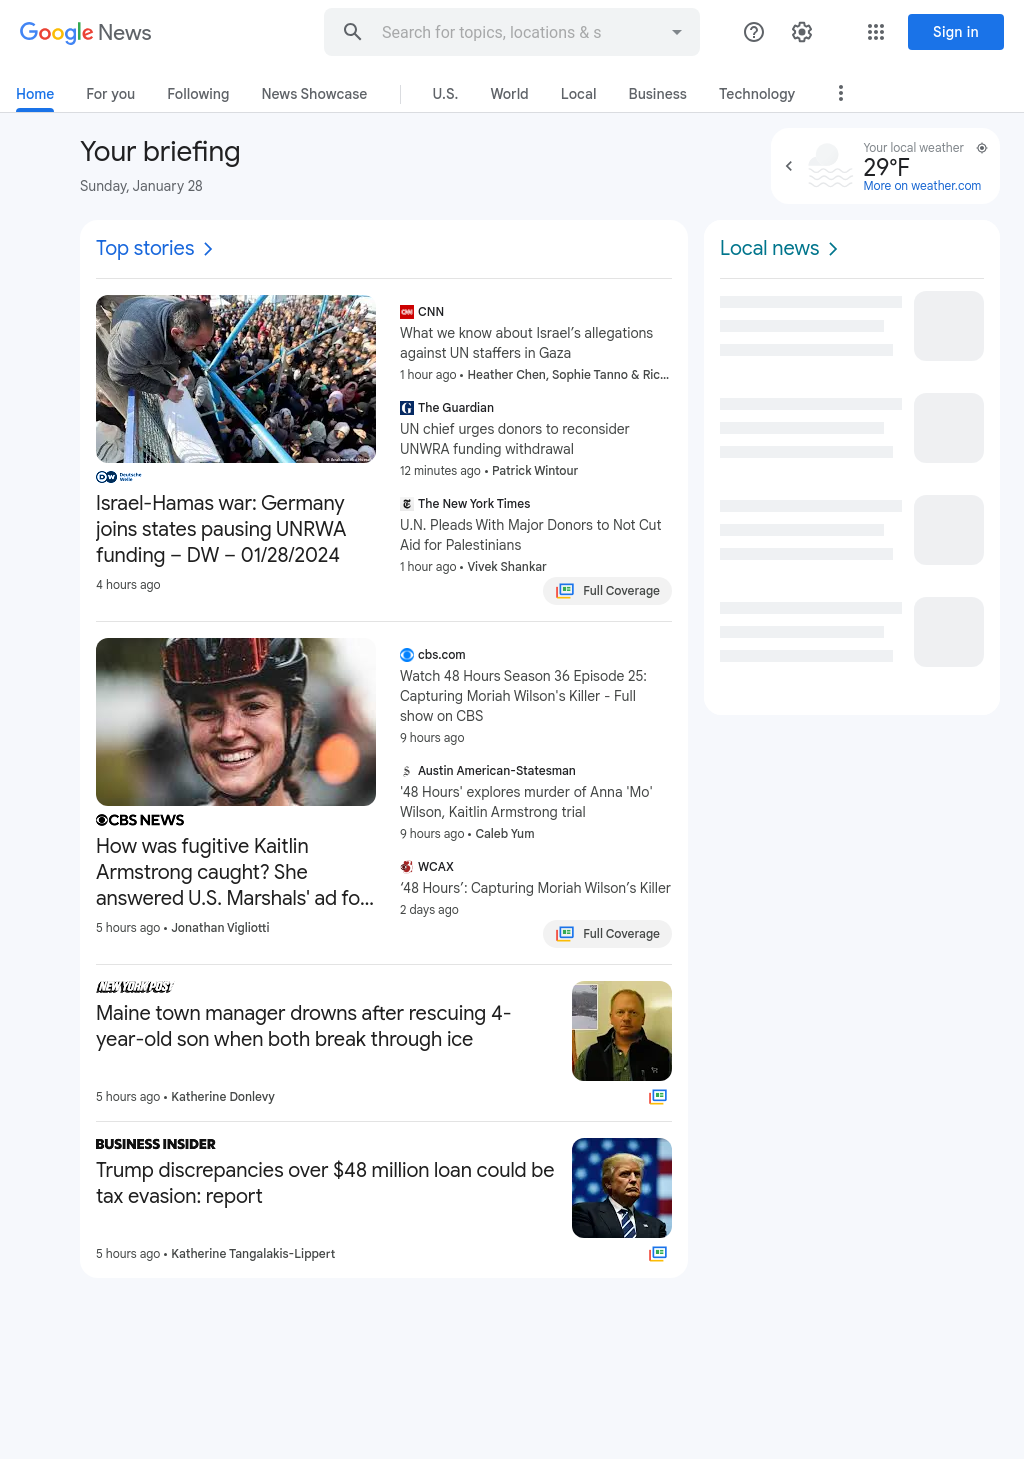 Google News
Search for topics, locations & s
Sign in
Home
For you
Following
News Showcase
U.S.
World
Local
Business
Technology
Your briefing
Sunday, January 28
Your local weather
29°F
More on weather.com
Top stories
Local news
DW Deutsche
Welle
Israel-Hamas war: Germany
joins states pausing UNRWA
funding – DW – 01/28/2024
4 hours ago
CNN
What we know about Israel’s allegations
against UN staffers in Gaza
1 hour ago • Heather Chen, Sophie Tanno & Ric...
The Guardian
UN chief urges donors to reconsider
UNWRA funding withdrawal
12 minutes ago • Patrick Wintour
The New York Times
U.N. Pleads With Major Donors to Not Cut
Aid for Palestinians
1 hour ago • Vivek Shankar
Full Coverage
CBS NEWS
How was fugitive Kaitlin
Armstrong caught? She
answered U.S. Marshals' ad fo...
5 hours ago • Jonathan Vigliotti
cbs.com
Watch 48 Hours Season 36 Episode 25:
Capturing Moriah Wilson's Killer - Full
show on CBS
9 hours ago
Austin American-Statesman
'48 Hours' explores murder of Anna 'Mo'
Wilson, Kaitlin Armstrong trial
9 hours ago • Caleb Yum
WCAX
‘48 Hours’: Capturing Moriah Wilson’s Killer
2 days ago
Full Coverage
NEW YORK POST
Maine town manager drowns after rescuing 4-
year-old son when both break through ice
5 hours ago • Katherine Donlevy
BUSINESS INSIDER
Trump discrepancies over $48 million loan could be
tax evasion: report
5 hours ago • Katherine Tangalakis-Lippert